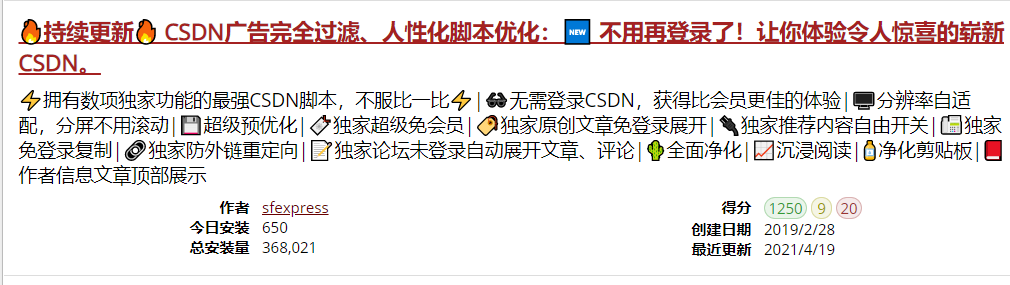 🔥持续更新🔥 CSDN广告完全过滤、人性化脚本优化：🆕 不用再登录了！让你体验令人惊喜的崭新
CSDN。
⚡️拥有数项独家功能的最强CSDN脚本，不服比一比⚡️|🕶无需登录CSDN，获得比会员更佳的体验|🖥分辨率自适
配，分屏不用滚动|💾超级预优化|🏷独家超级免会员|🏷独家原创文章免登录展开|🔌独家推荐内容自由开关|📠独家
免登录复制|🔗独家防外链重定向|📝独家论坛未登录自动展开文章、评论|🌵全面净化|📈沉浸阅读|🧴净化剪贴板|📕
作者信息文章顶部展示
作者 sfexpress 得分 1250 9 20
今日安装 650 创建日期 2019/2/28
总安装量 368,021 最近更新 2021/4/19